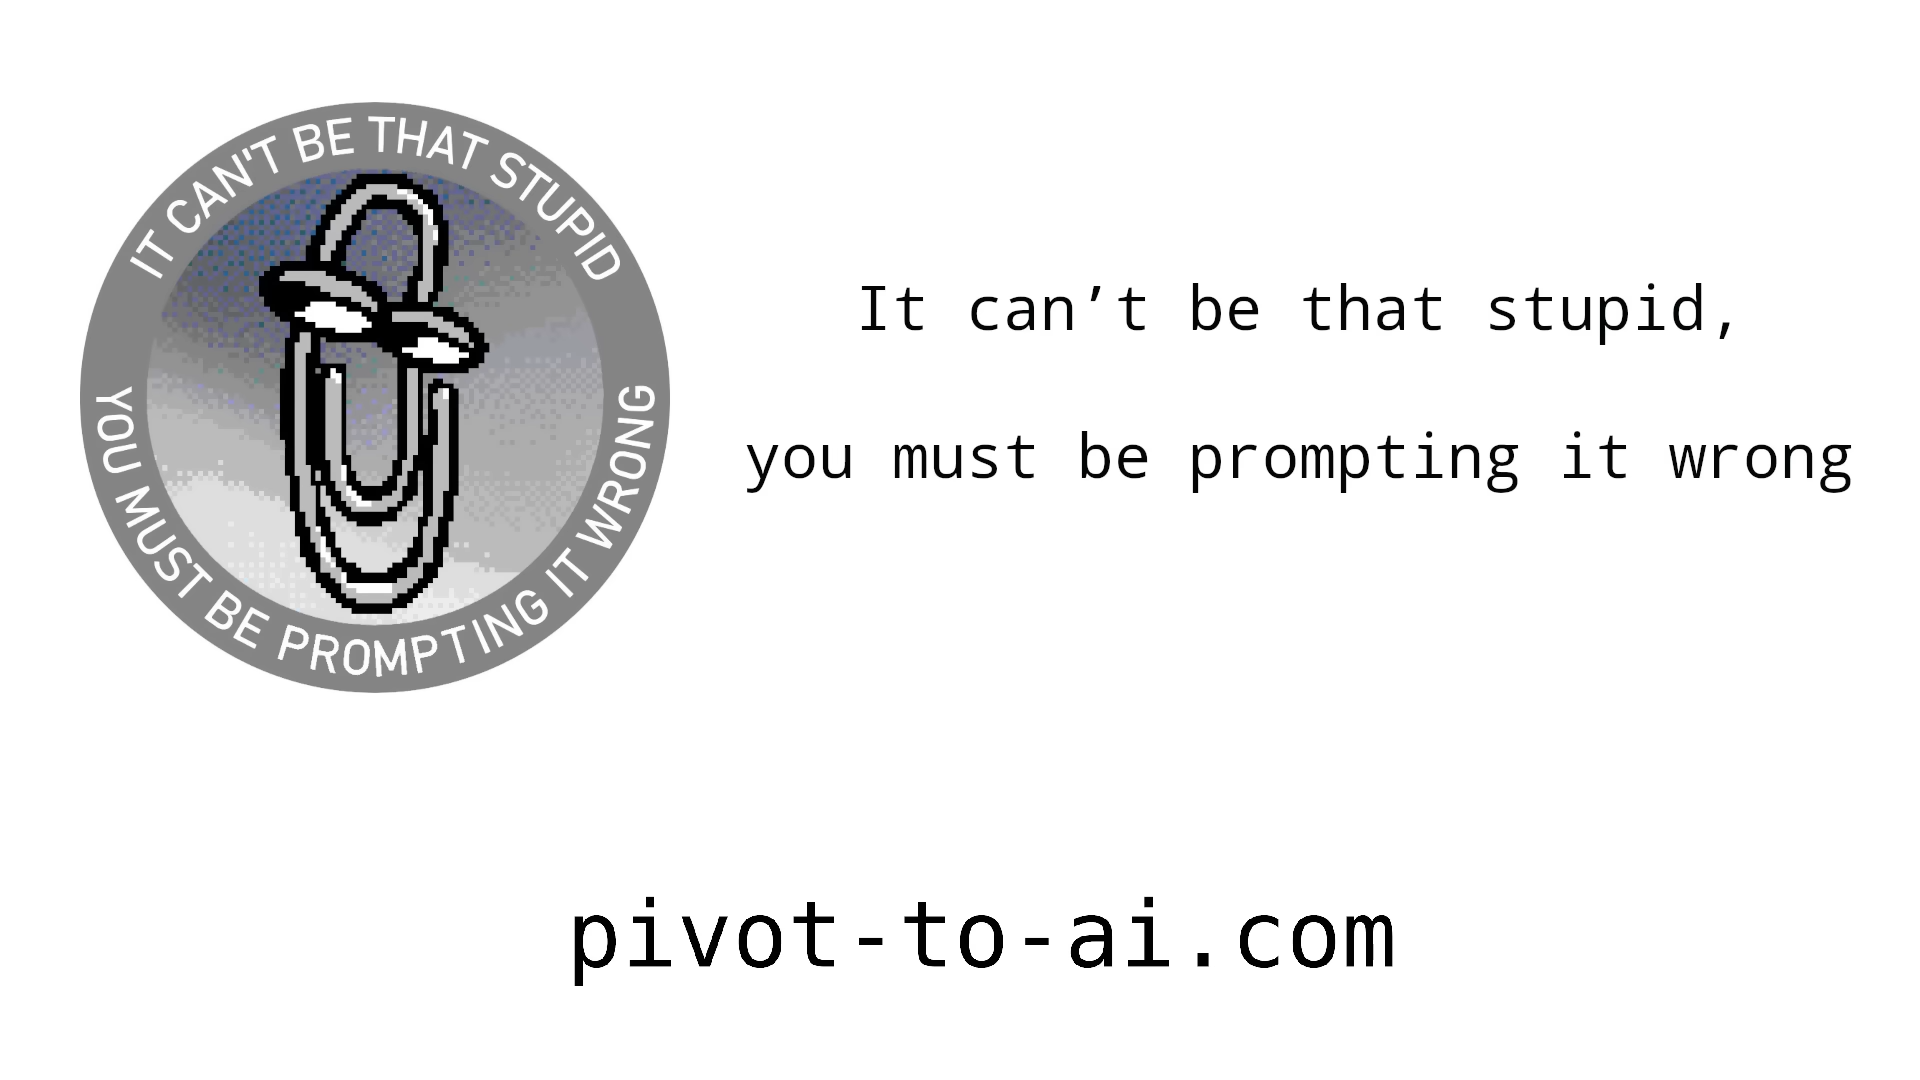 IT CAN'T BE THAT STUPID
YOU MUST BE PROMPTING IT WRONG
It can’t be that stupid,
you must be prompting it wrong
pivot-to-ai.com